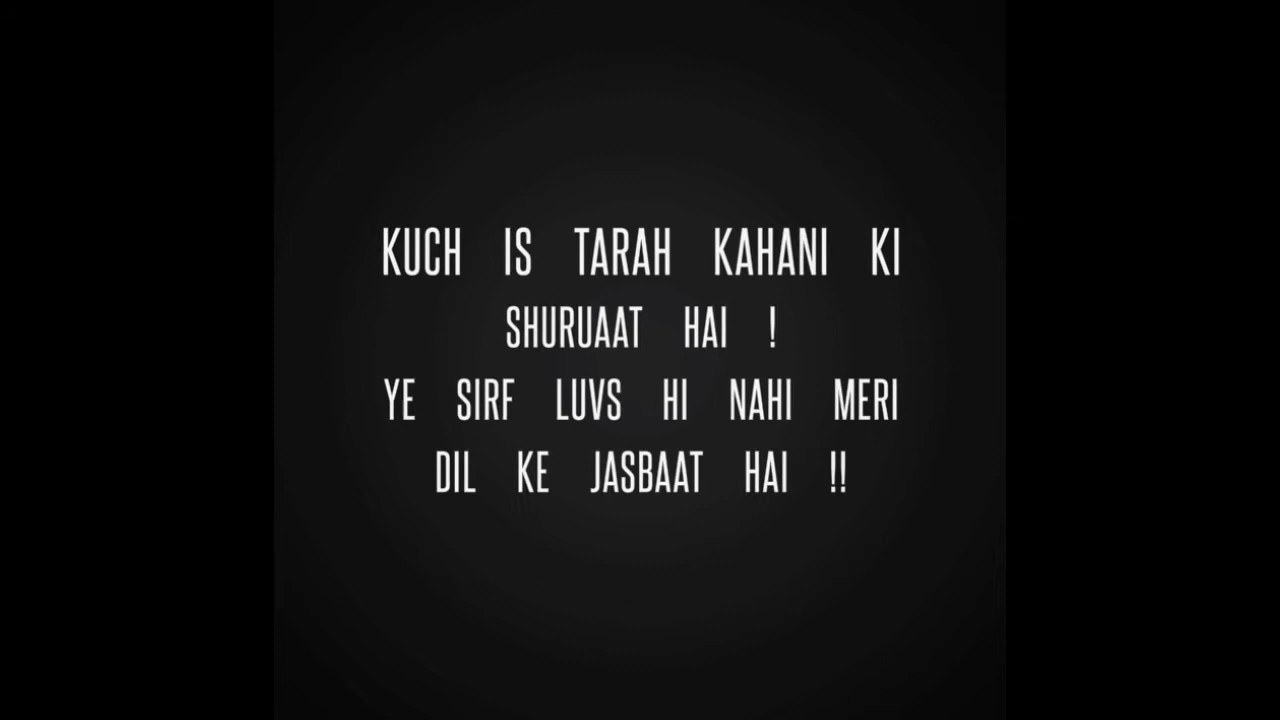 KUCH IS TARAH KAHANI KI
SHURUAAT HAI !
YE SIRF LUVS HI NAHI MERI
DIL KE JASBAAT HAI !!